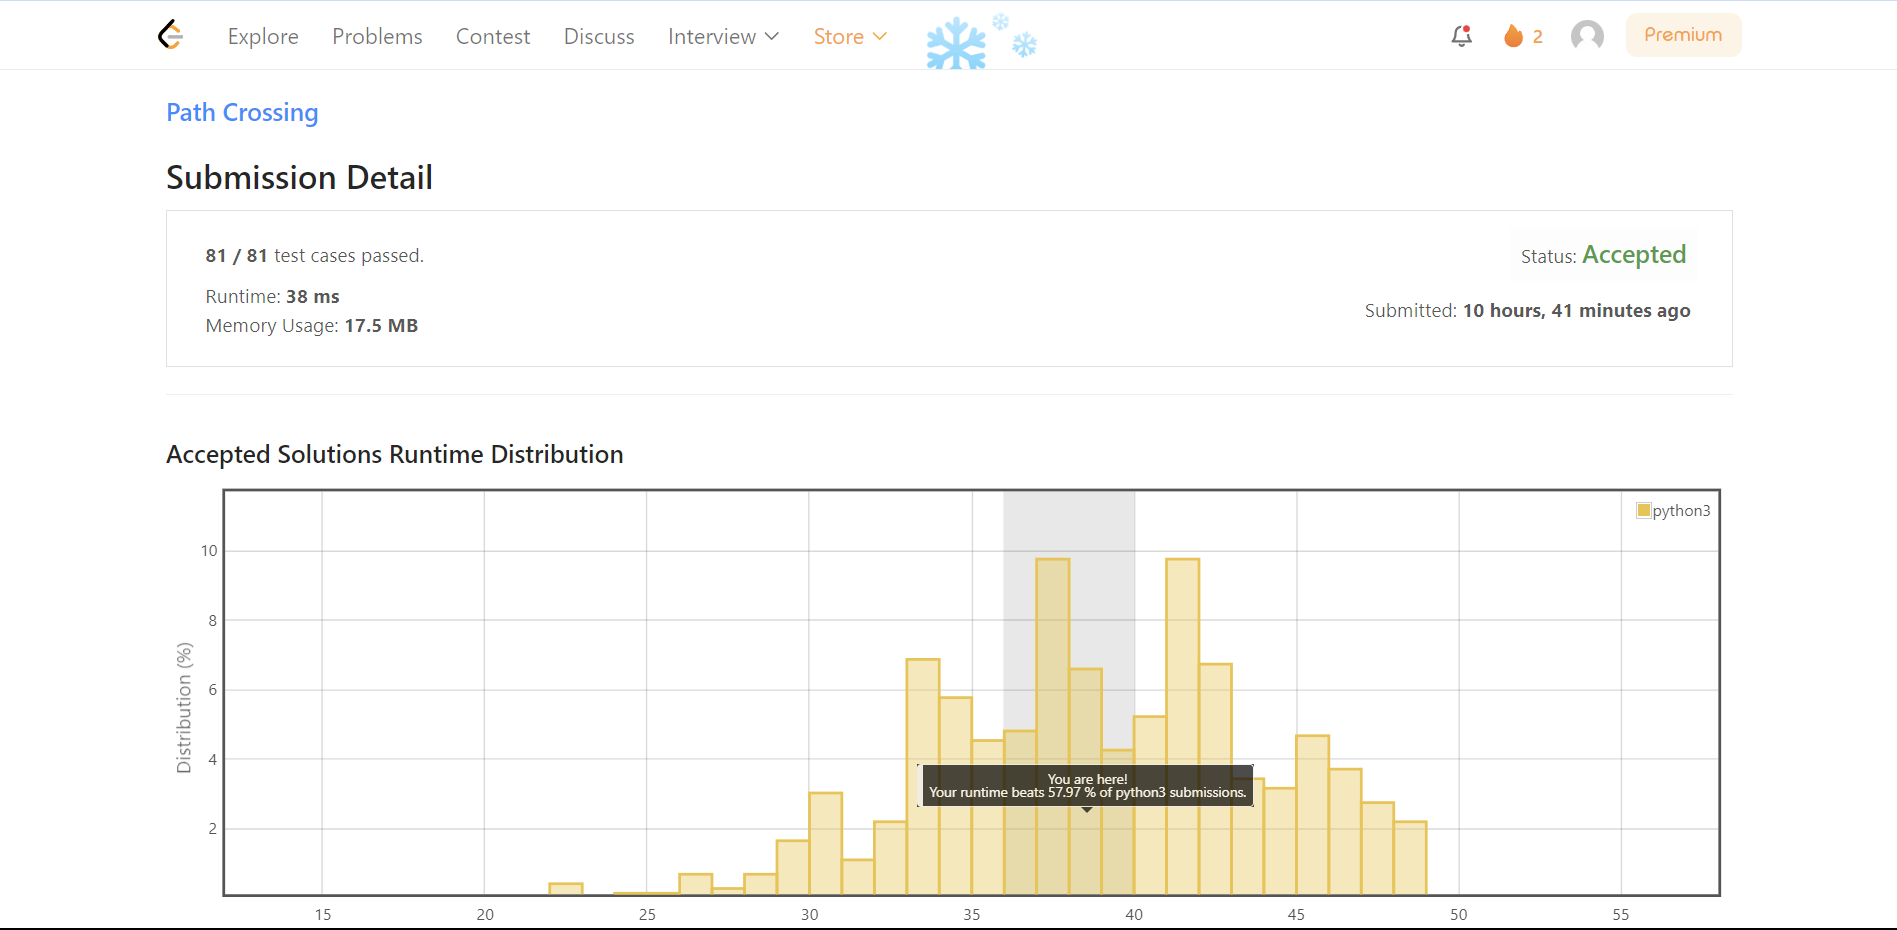 Explore Problems Contest Discuss Interview Store 2 Premium
Path Crossing
Submission Detail
81 / 81 test cases passed.
Status: Accepted
Runtime: 38 ms
Memory Usage: 17.5 MB
Submitted: 10 hours, 41 minutes ago
Accepted Solutions Runtime Distribution
python3
10
8
6
4
2
Distribution (%)
You are here!
Your runtime beats 57.97 % of python3 submissions.
15 20 25 30 35 40 45 50 55